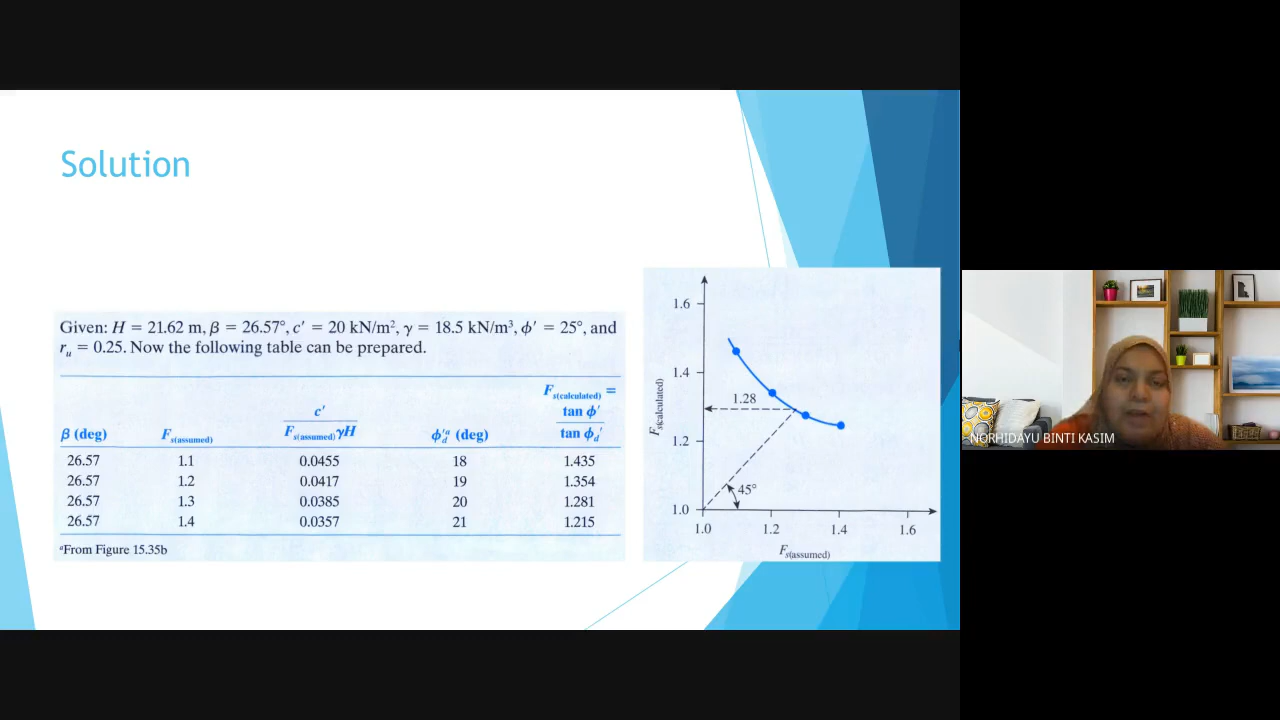 Solution
Given: H = 21.62 m, β = 26.57°, c′ = 20 kN/m², γ = 18.5 kN/m³, ϕ′ = 25°, and
r_u = 0.25. Now the following table can be prepared.
β (deg) F_s(assumed) c′ / F_s(assumed)γH ϕ′_d^a (deg) F_s(calculated) = tan ϕ′ / tan ϕ_d′
26.57 1.1 0.0455 18 1.435
26.57 1.2 0.0417 19 1.354
26.57 1.3 0.0385 20 1.281
26.57 1.4 0.0357 21 1.215
ᵃFrom Figure 15.35b
F_s(calculated)
1.6
1.4
1.28
1.2
45°
1.0
1.0 1.2 1.4 1.6
F_s(assumed)
NORHIDAYU BINTI KASIM